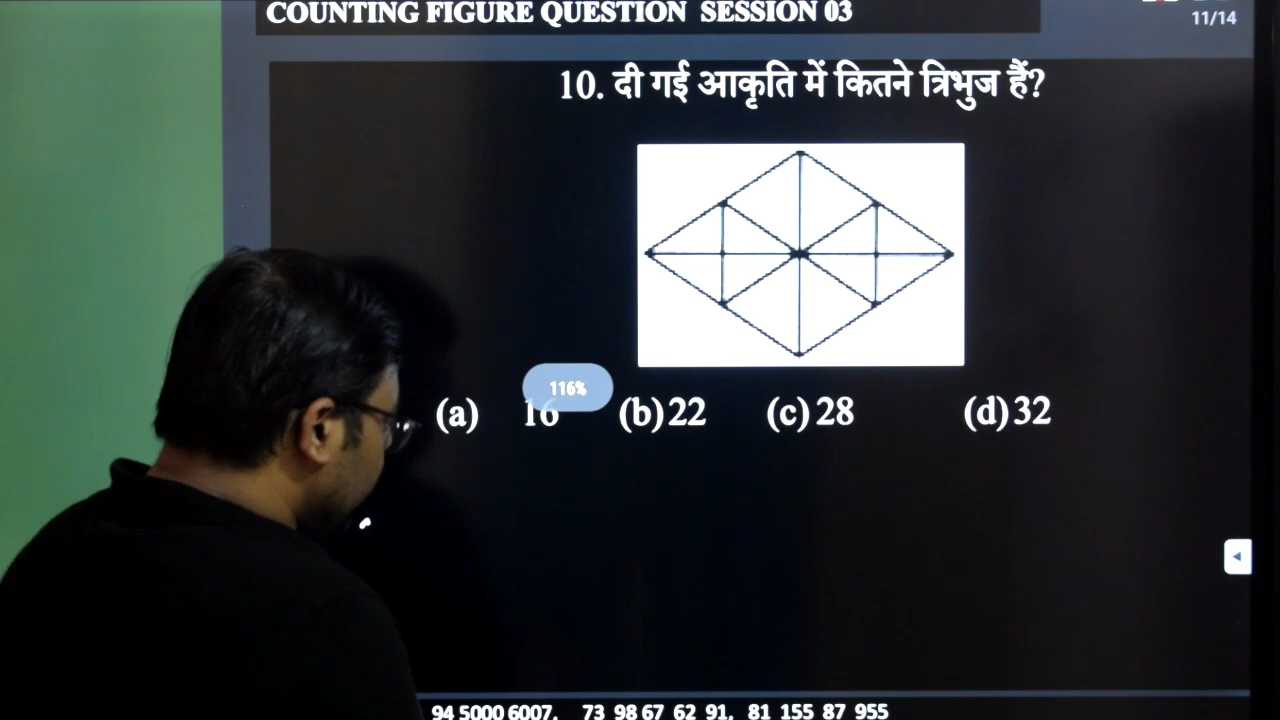 COUNTING FIGURE QUESTION SESSION 03
11/14
10. दी गई आकृति में कितने त्रिभुज हैं?
116%
(a) 16 (b) 22 (c) 28 (d) 32
94 5000 6007, 73 98 67 62 91, 81 155 87 955